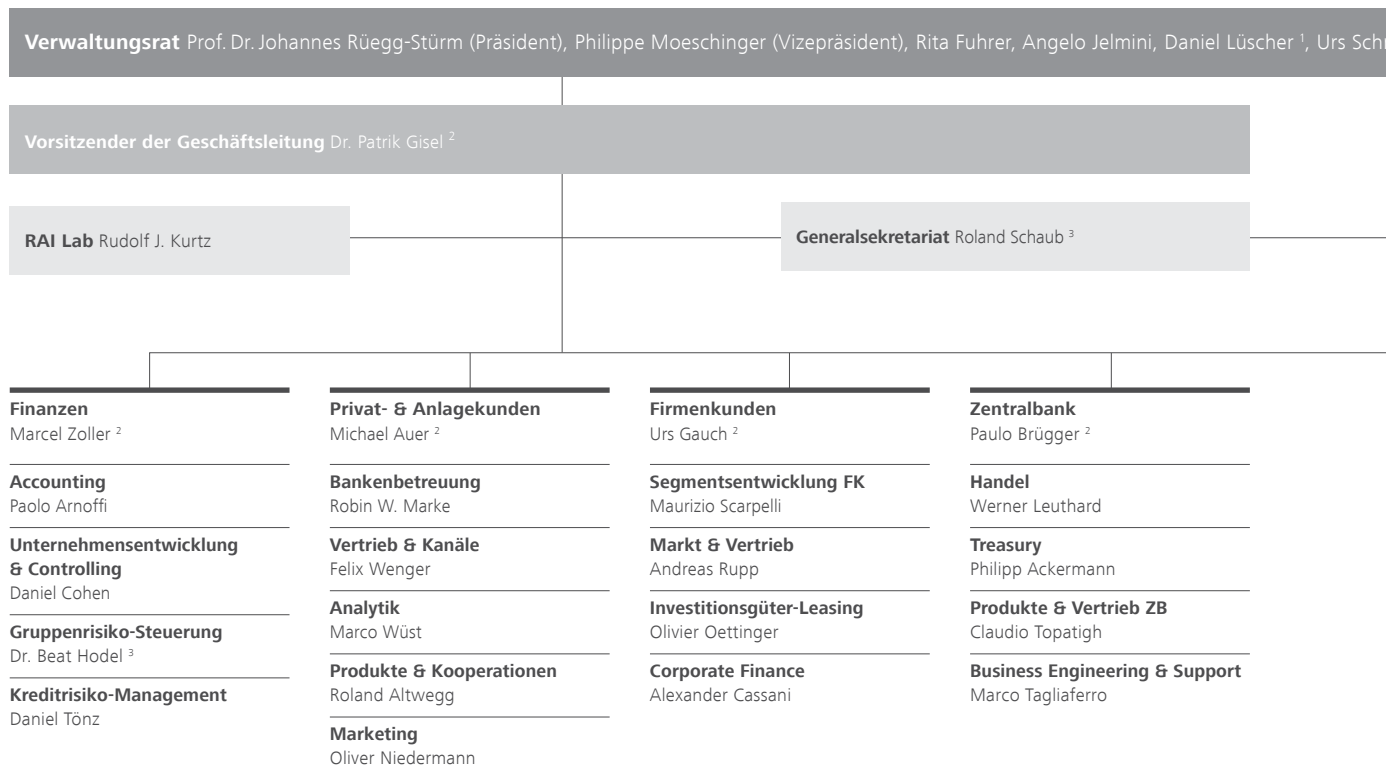 Verwaltungsrat Prof. Dr. Johannes Rüegg-Stürm (Präsident), Philippe Moeschinger (Vizepräsident), Rita Fuhrer, Angelo Jelmini, Daniel Lüscher ¹, Urs
Vorsitzender der Geschäftsleitung Dr. Patrik Gisel ²
RAI Lab Rudolf J. Kurtz
Generalsekretariat Roland Schaub ³
Finanzen
Marcel Zoller ²
Accounting
Paolo Arnoffi
Unternehmensentwicklung
& Controlling
Daniel Cohen
Gruppenrisiko-Steuerung
Dr. Beat Hodel ³
Kreditrisiko-Management
Daniel Tönz
Privat- & Anlagekunden
Michael Auer ²
Bankenbetreuung
Robin W. Marke
Vertrieb & Kanäle
Felix Wenger
Analytik
Marco Wüst
Produkte & Kooperationen
Roland Altwegg
Marketing
Oliver Niedermann
Firmenkunden
Urs Gauch ²
Segmentsentwicklung FK
Maurizio Scarpelli
Markt & Vertrieb
Andreas Rupp
Investitionsgüter-Leasing
Olivier Oettinger
Corporate Finance
Alexander Cassani
Zentralbank
Paulo Brügger ²
Handel
Werner Leuthard
Treasury
Philipp Ackermann
Produkte & Vertrieb ZB
Claudio Topatigh
Business Engineering & Support
Marco Tagliaferro